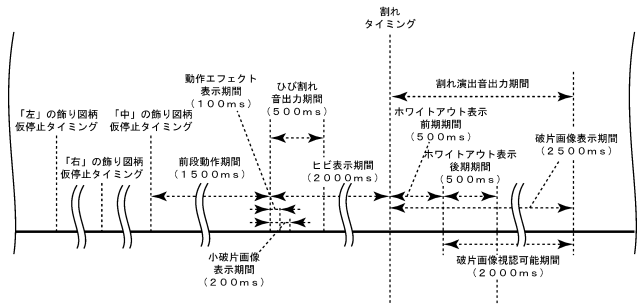 割れ
タイミング
動作エフェクト
表示期間
（100ms）
ひび割れ
音出力期間
（500ms）
割れ演出音出力期間
「左」の飾り図柄
仮停止タイミング
「中」の飾り図柄
仮停止タイミング
ホワイトアウト表示
前期期間
（500ms）
破片画像表示期間
（2500ms）
「右」の飾り図柄
仮停止タイミング
前段動作期間
（1500ms）
ヒビ表示期間
（2000ms）
ホワイトアウト表示
後期期間
（500ms）
小破片画像
表示期間
（200ms）
破片画像視認可能期間
（2000ms）